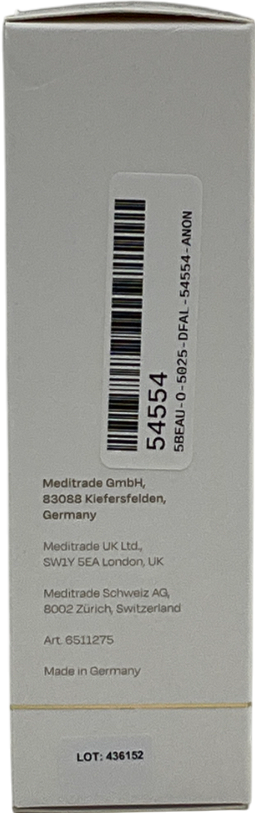 54554
5BEAU-0-5025-DFAL-54554-ANON
Meditrade GmbH,
83088 Kiefersfelden,
Germany
Meditrade UK Ltd.,
SW1Y 5EA London, UK
Meditrade Schweiz AG,
8002 Zürich, Switzerland
Art. 6511275
Made in Germany
LOT: 436152